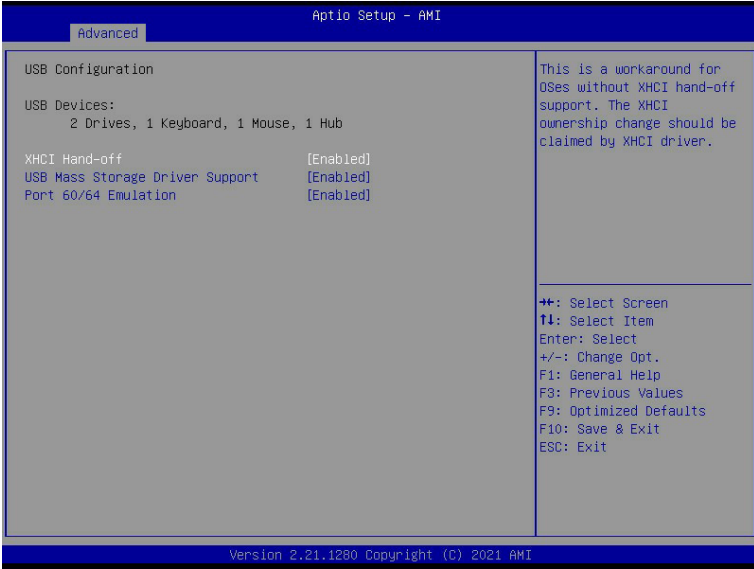 Aptio Setup – AMI
Advanced
USB Configuration
USB Devices:
2 Drives, 1 Keyboard, 1 Mouse, 1 Hub
XHCI Hand-off [Enabled]
USB Mass Storage Driver Support [Enabled]
Port 60/64 Emulation [Enabled]
This is a workaround for
OSes without XHCI hand-off
support. The XHCI
ownership change should be
claimed by XHCI driver.
→←: Select Screen
↑↓: Select Item
Enter: Select
+/-: Change Opt.
F1: General Help
F3: Previous Values
F9: Optimized Defaults
F10: Save & Exit
ESC: Exit
Version 2.21.1280 Copyright (C) 2021 AMI